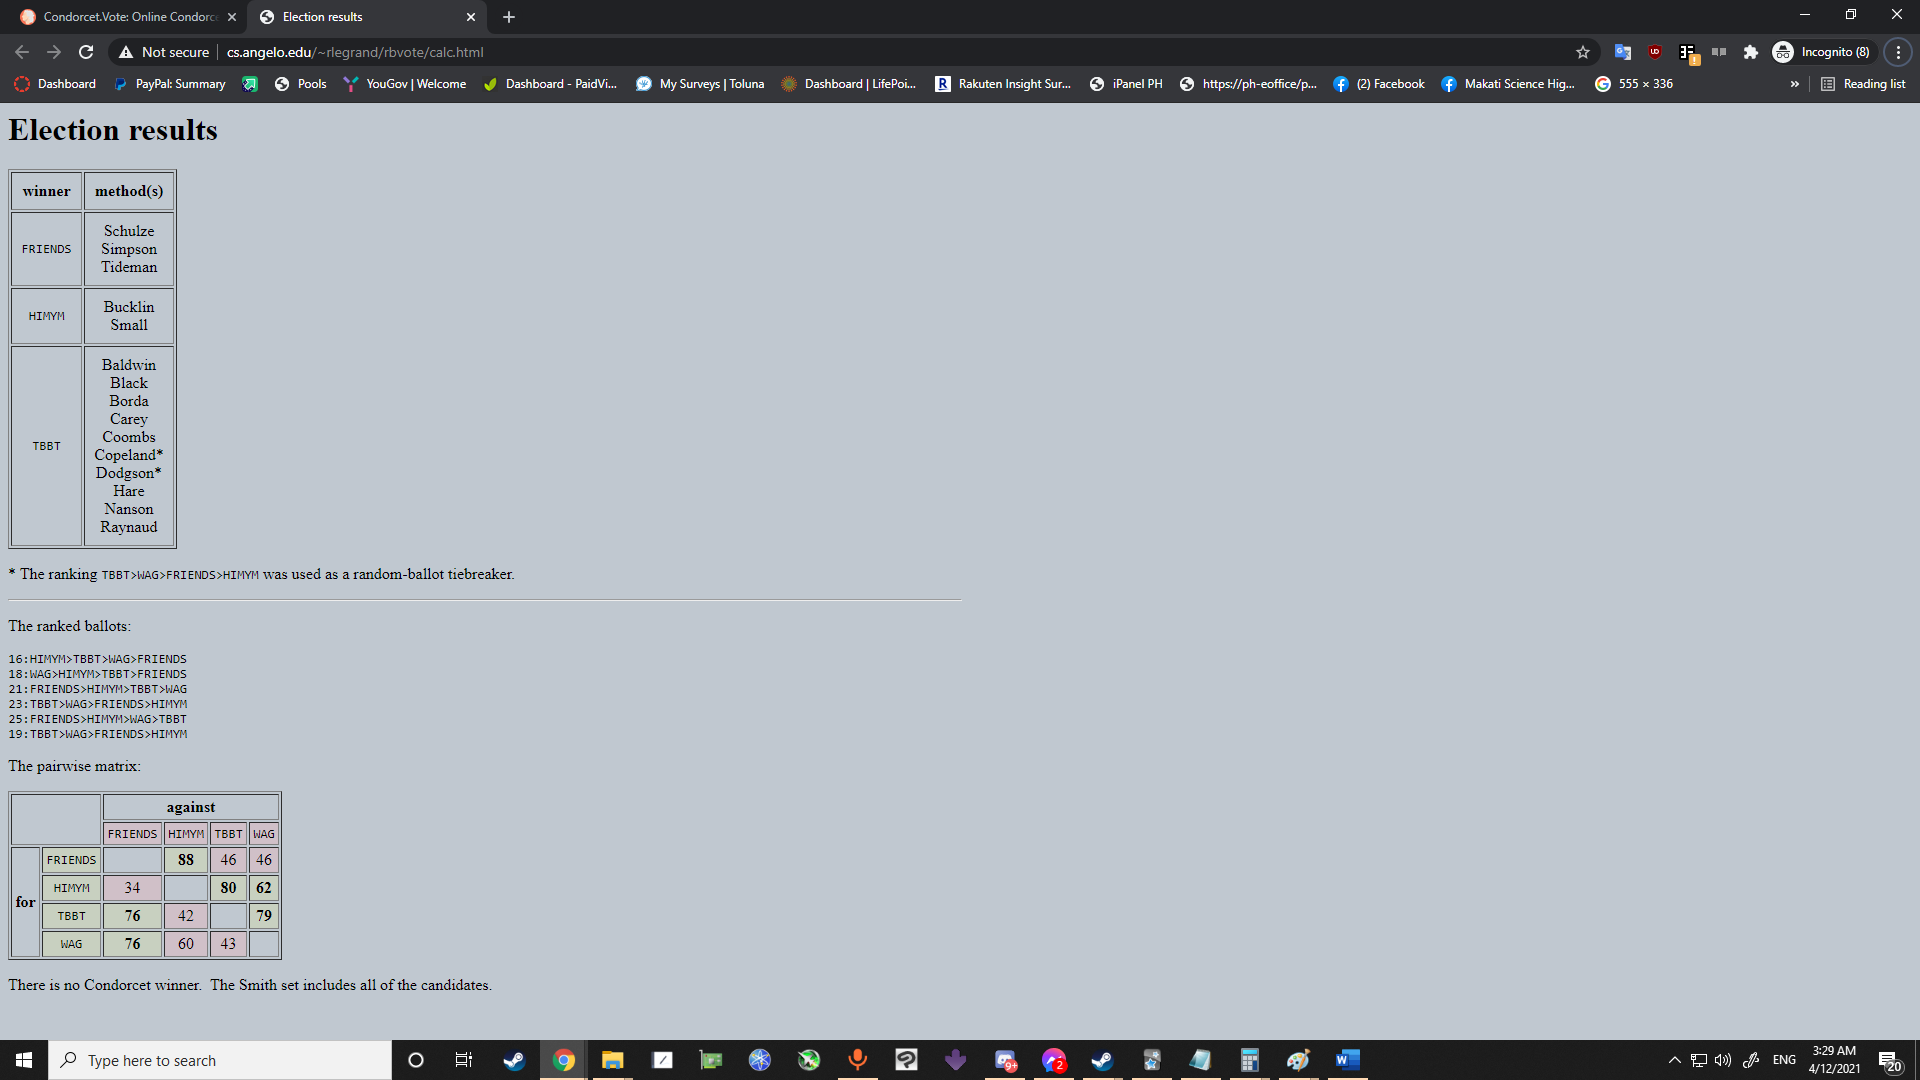 Condorcet.Vote: Online Condorce
Election results
Not secure
cs.angelo.edu/~rlegrand/rbvote/calc.html
Incognito (8)
Dashboard
PayPal: Summary
Pools
YouGov | Welcome
Dashboard - PaidVi...
My Surveys | Toluna
Dashboard | LifePoi...
Rakuten Insight Sur...
iPanel PH
https://ph-eoffice/p...
(2) Facebook
Makati Science Hig...
555 × 336
»
Reading list
Election results
winner method(s)
FRIENDS
Schulze
Simpson
Tideman
HIMYM
Bucklin
Small
TBBT
Baldwin
Black
Borda
Carey
Coombs
Copeland*
Dodgson*
Hare
Nanson
Raynaud
* The ranking TBBT>WAG>FRIENDS>HIMYM was used as a random-ballot tiebreaker.
The ranked ballots:
16:HIMYM>TBBT>WAG>FRIENDS
18:WAG>HIMYM>TBBT>FRIENDS
21:FRIENDS>HIMYM>TBBT>WAG
23:TBBT>WAG>FRIENDS>HIMYM
25:FRIENDS>HIMYM>WAG>TBBT
19:TBBT>WAG>FRIENDS>HIMYM
The pairwise matrix:
against
FRIENDS HIMYM TBBT WAG
for
FRIENDS 88 46 46
HIMYM 34 80 62
TBBT 76 42 79
WAG 76 60 43
There is no Condorcet winner. The Smith set includes all of the candidates.
Type here to search
9+
2
ENG
3:29 AM
4/12/2021
20